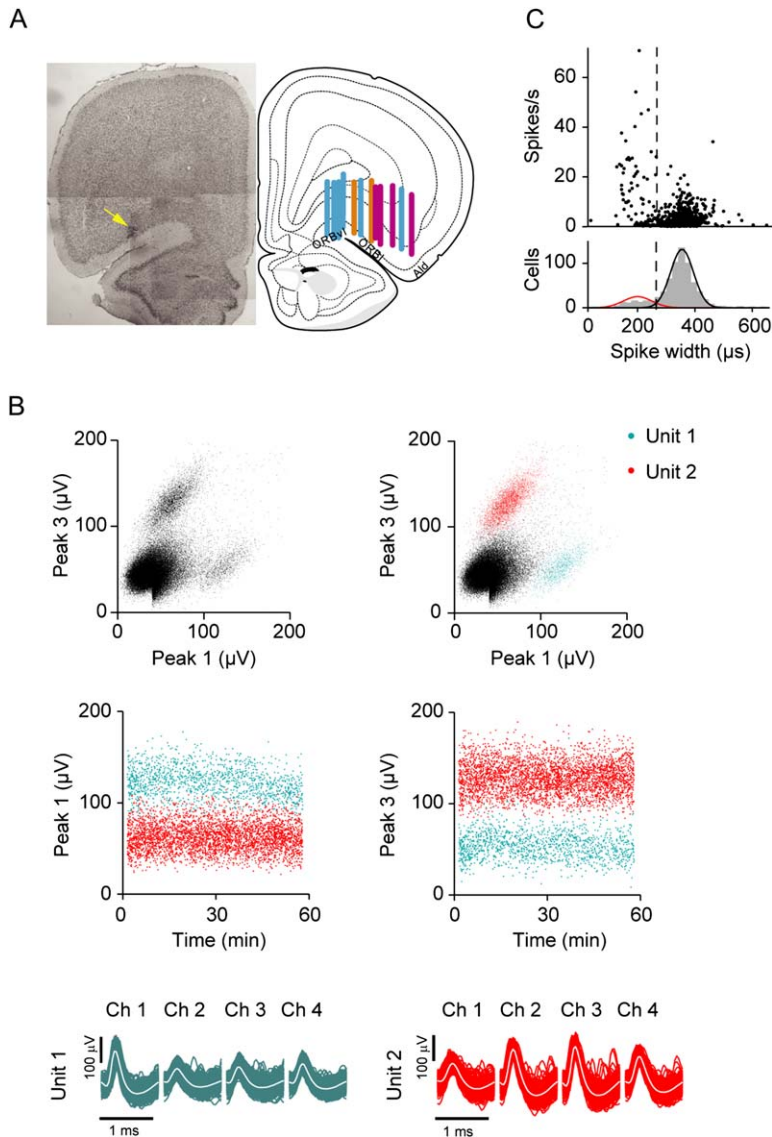 A
ORBvl
ORBl
AId
C
Spikes/s
60
40
20
0
Cells
100
0
0 200 400 600
Spike width (µs)
B
Peak 3 (µV)
200
100
0
0 100 200
Peak 1 (µV)
Peak 3 (µV)
200
100
0
0 100 200
Peak 1 (µV)
Unit 1
Unit 2
Peak 1 (µV)
200
100
0
0 30 60
Time (min)
Peak 3 (µV)
200
100
0
0 30 60
Time (min)
Ch 1 Ch 2 Ch 3 Ch 4
Unit 1
100 µV
1 ms
Ch 1 Ch 2 Ch 3 Ch 4
Unit 2
100 µV
1 ms